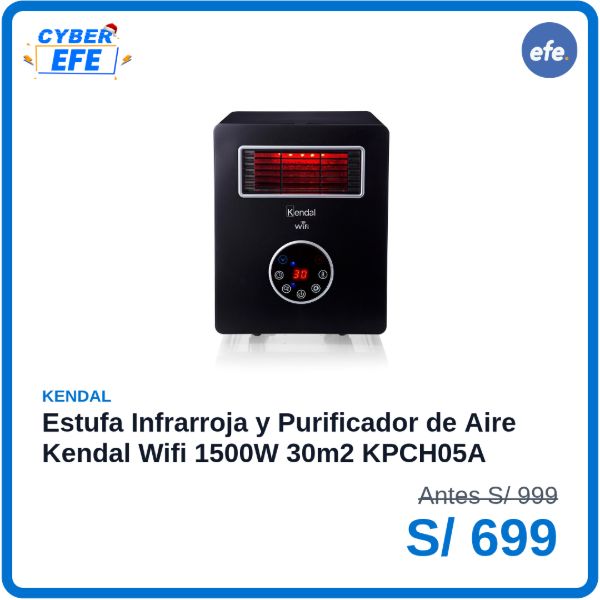 CYBER
EFE
efe.
Kendal
Wifi
30
KENDAL
Estufa Infrarroja y Purificador de Aire
Kendal Wifi 1500W 30m2 KPCH05A
Antes S/ 999
S/ 699